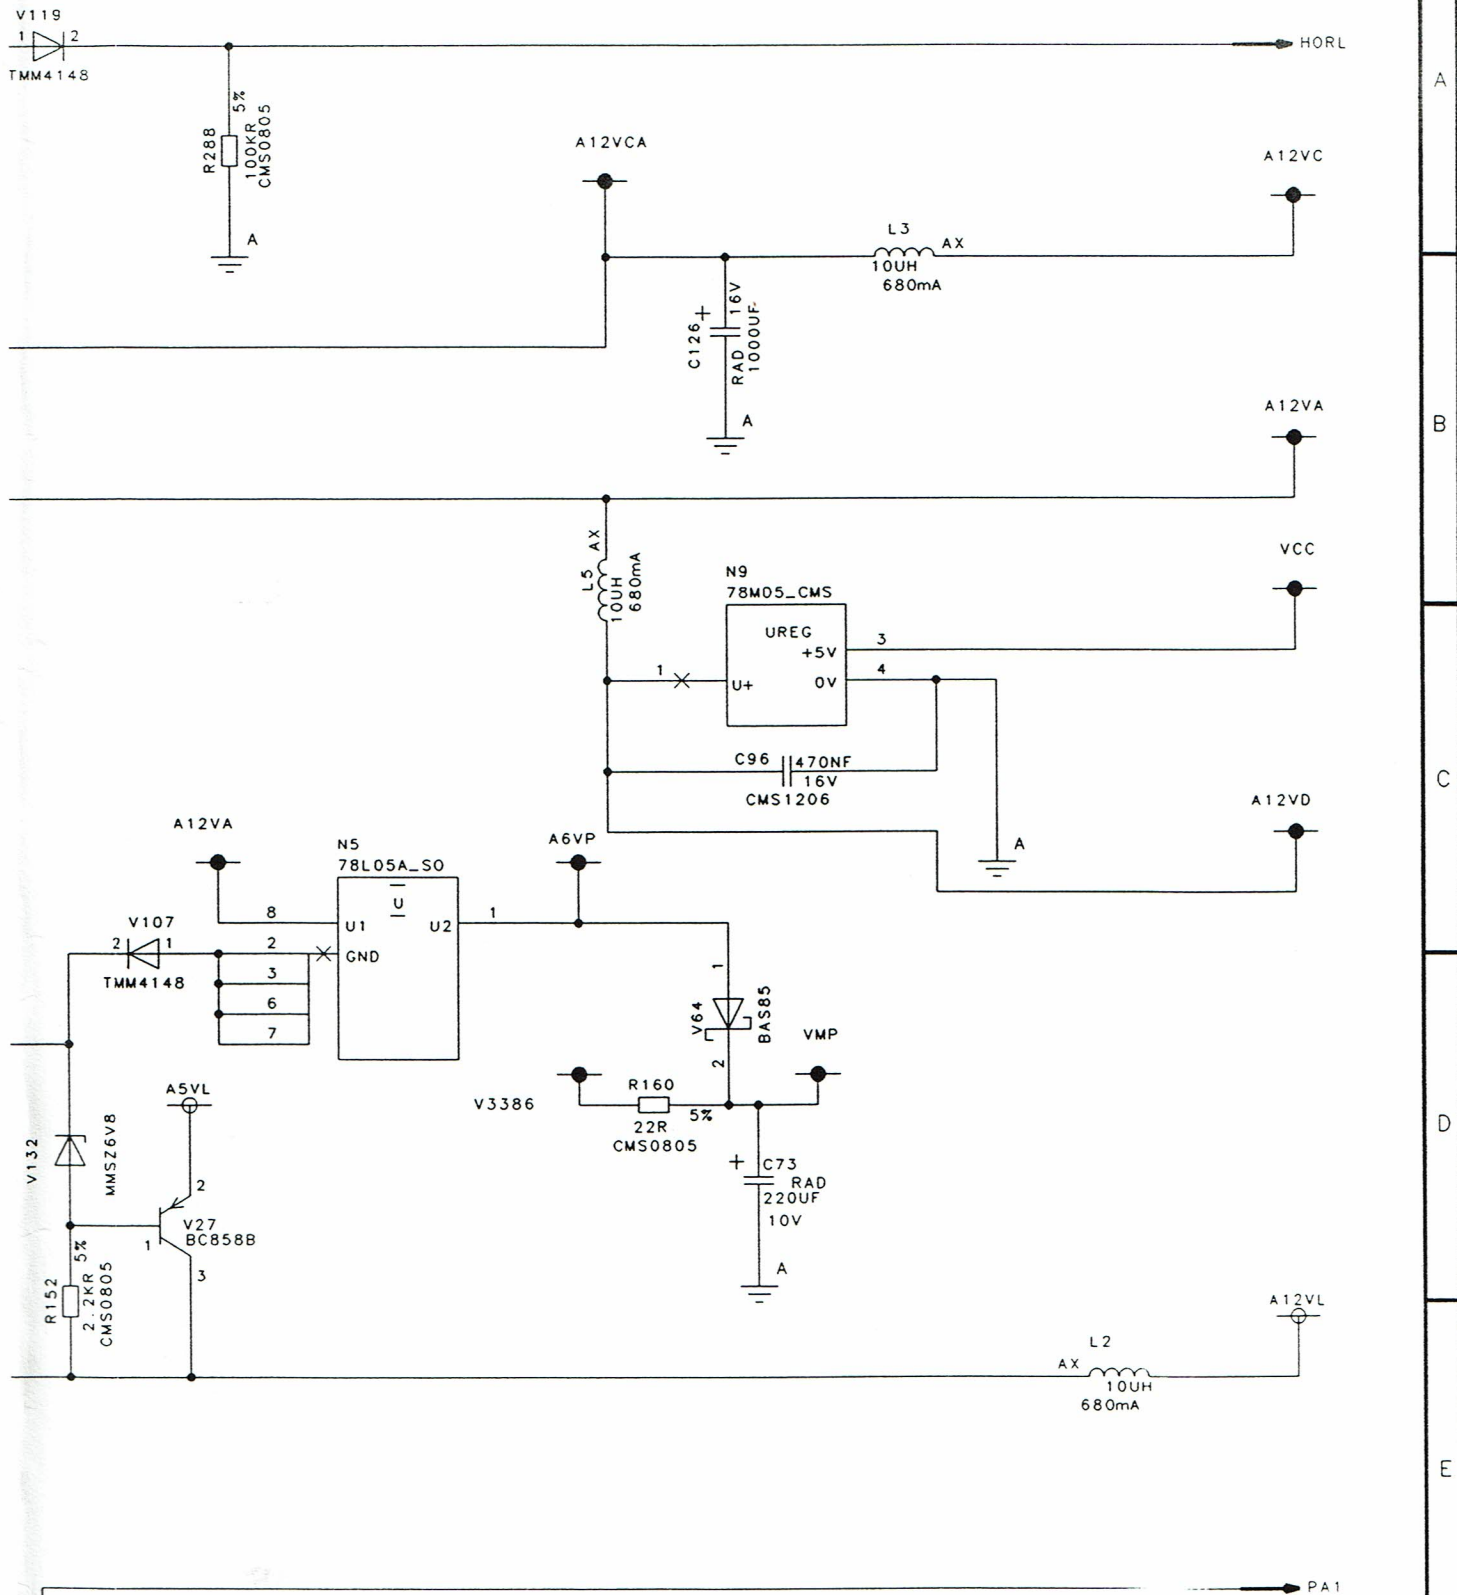 V119
1 2
TMM4148
HORL
A
R288
100KR 5%
CMS0805
A
A12VCA
A12VC
L3
AX
10UH
680mA
C126
+
16V
RAD
1000UF
A
A12VA
B
L5
AX
10UH
680mA
N9
78M05_CMS
UREG
+5V
3
VCC
1
U+
0V
4
C96
470NF
16V
CMS1206
A
A12VD
C
A12VA
N5
78L05A_SO
U
A6VP
8
U1
U2
1
V107
2 1
2
GND
TMM4148
3
6
7
1
V64
BAS85
2
VMP
V3386
R160
5%
22R
CMS0805
+
C73
RAD
220UF
10V
A
D
A5VL
V132
MMSZ6V8
2
V27
BC858B
1
3
R152
5%
2.2KR
CMS0805
A12VL
L2
AX
10UH
680mA
E
PA1